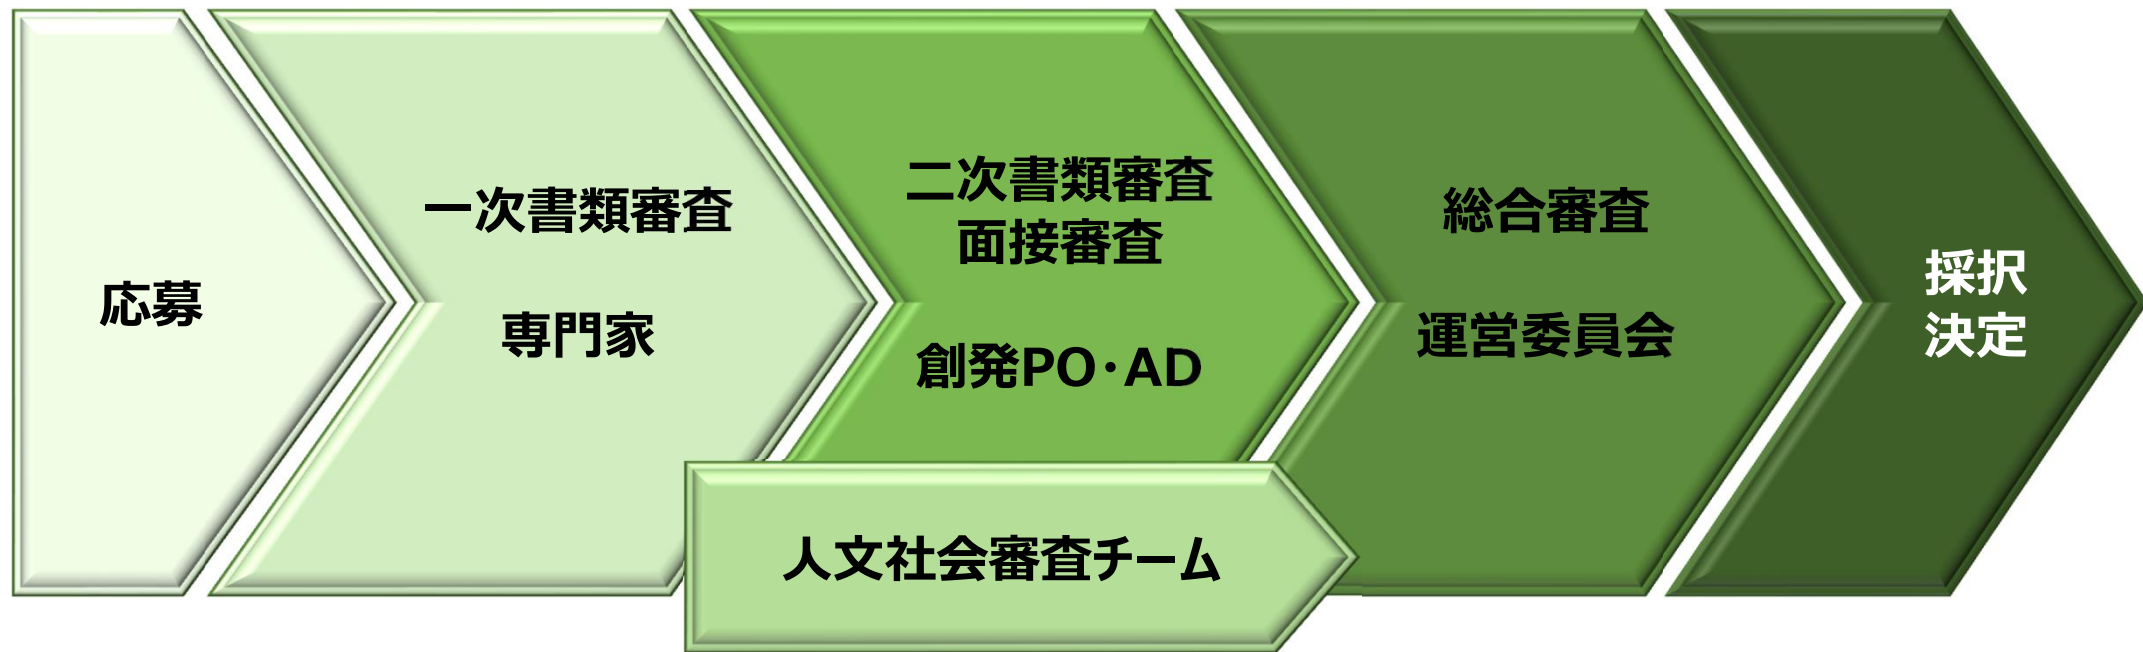 応募
一次書類審査
専門家
二次書類審査
面接審査
創発PO・AD
総合審査
運営委員会
採択
決定
人文社会審査チーム